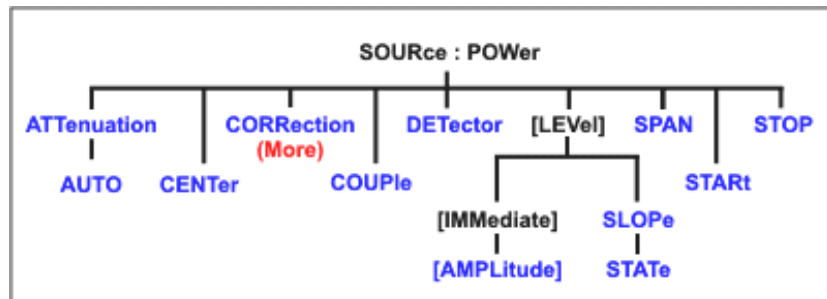 SOURce : POWer
ATTenuation CORRection DETector [LEVel] SPAN STOP
(More)
AUTO CENTer COUPle STARt
[IMMediate] SLOPe
[AMPLitude] STATe